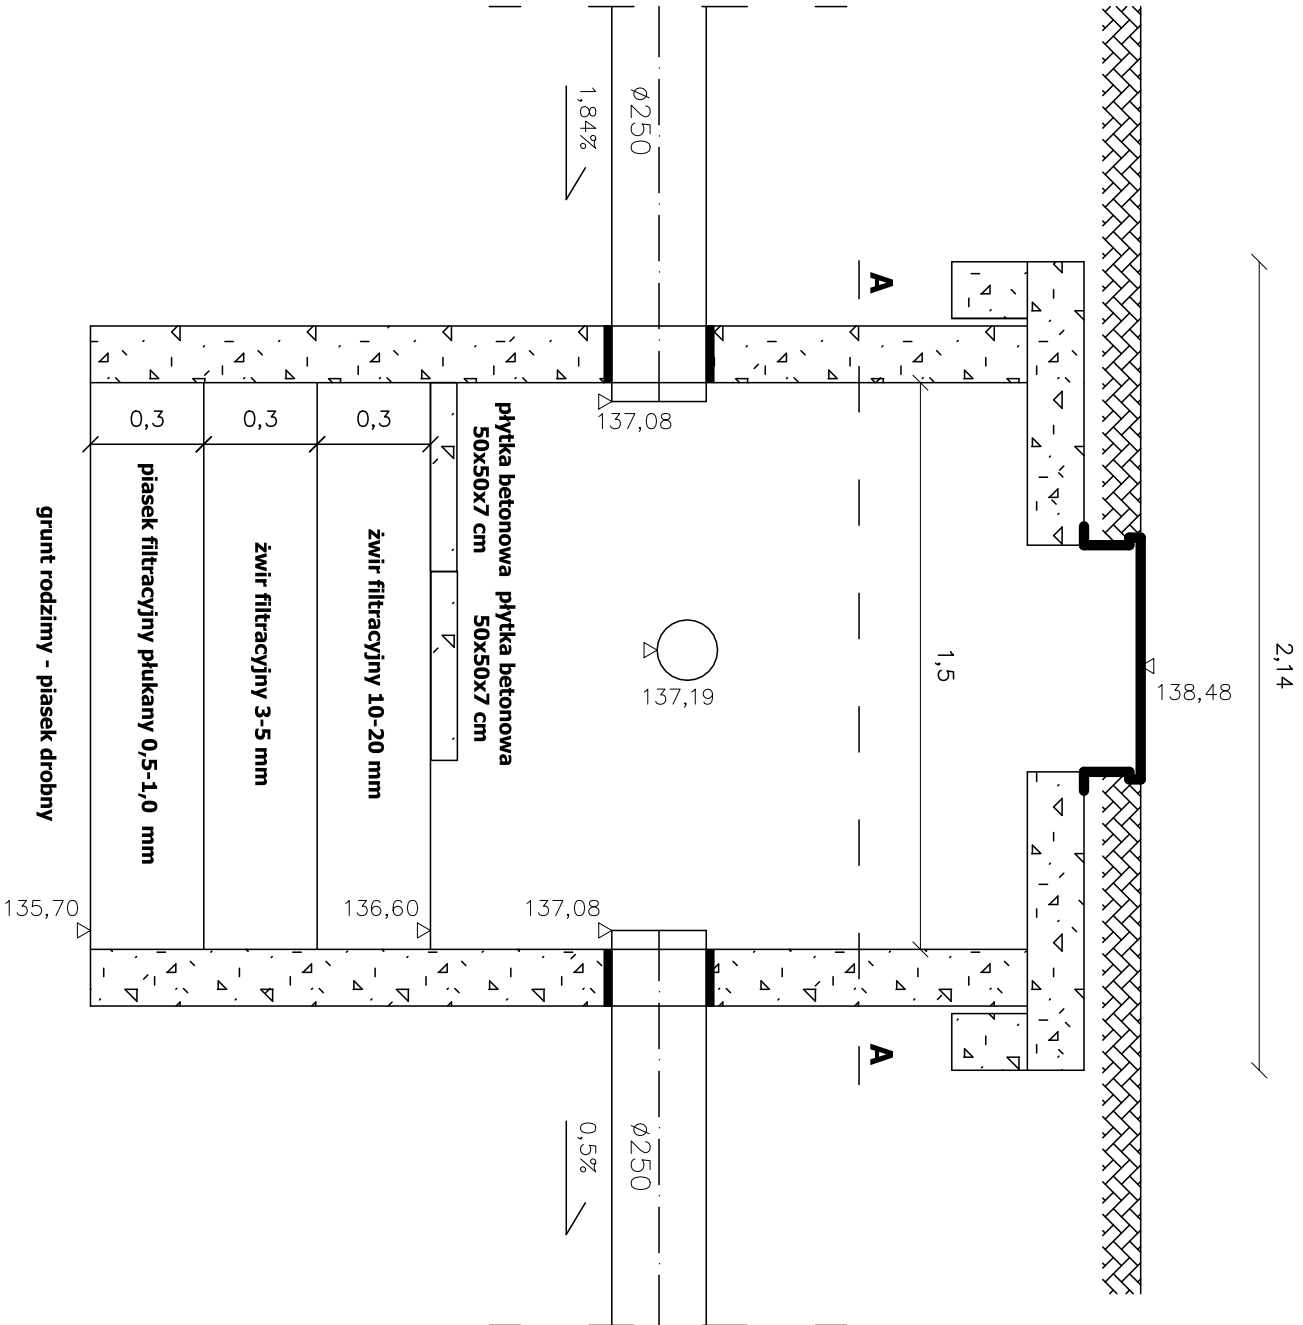 2,14
138,48
1,5
A
A
Ø250
1,84%
Ø250
0,5%
137,08
137,19
137,08
płytka betonowa
50x50x7 cm
płytka betonowa
50x50x7 cm
136,60
0,3
żwir filtracyjny 10-20 mm
0,3
żwir filtracyjny 3-5 mm
0,3
piasek filtracyjny płukany 0,5-1,0 mm
135,70
grunt rodzimy - piasek drobny